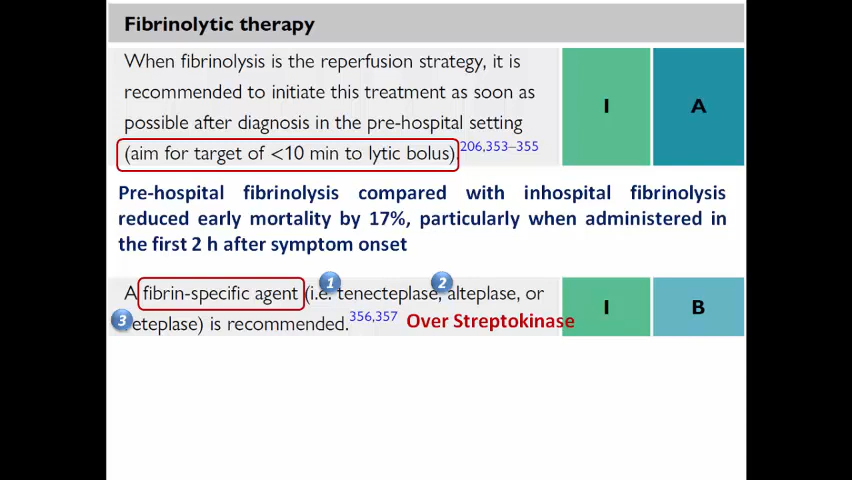 Fibrinolytic therapy
When fibrinolysis is the reperfusion strategy, it is
recommended to initiate this treatment as soon as
possible after diagnosis in the pre-hospital setting
(aim for target of <10 min to lytic bolus).206,353–355
I
A
Pre-hospital fibrinolysis compared with inhospital fibrinolysis
reduced early mortality by 17%, particularly when administered in
the first 2 h after symptom onset
1
2
A fibrin-specific agent (i.e. tenecteplase, alteplase, or
3
eteplase) is recommended.356,357 Over Streptokinase
I
B